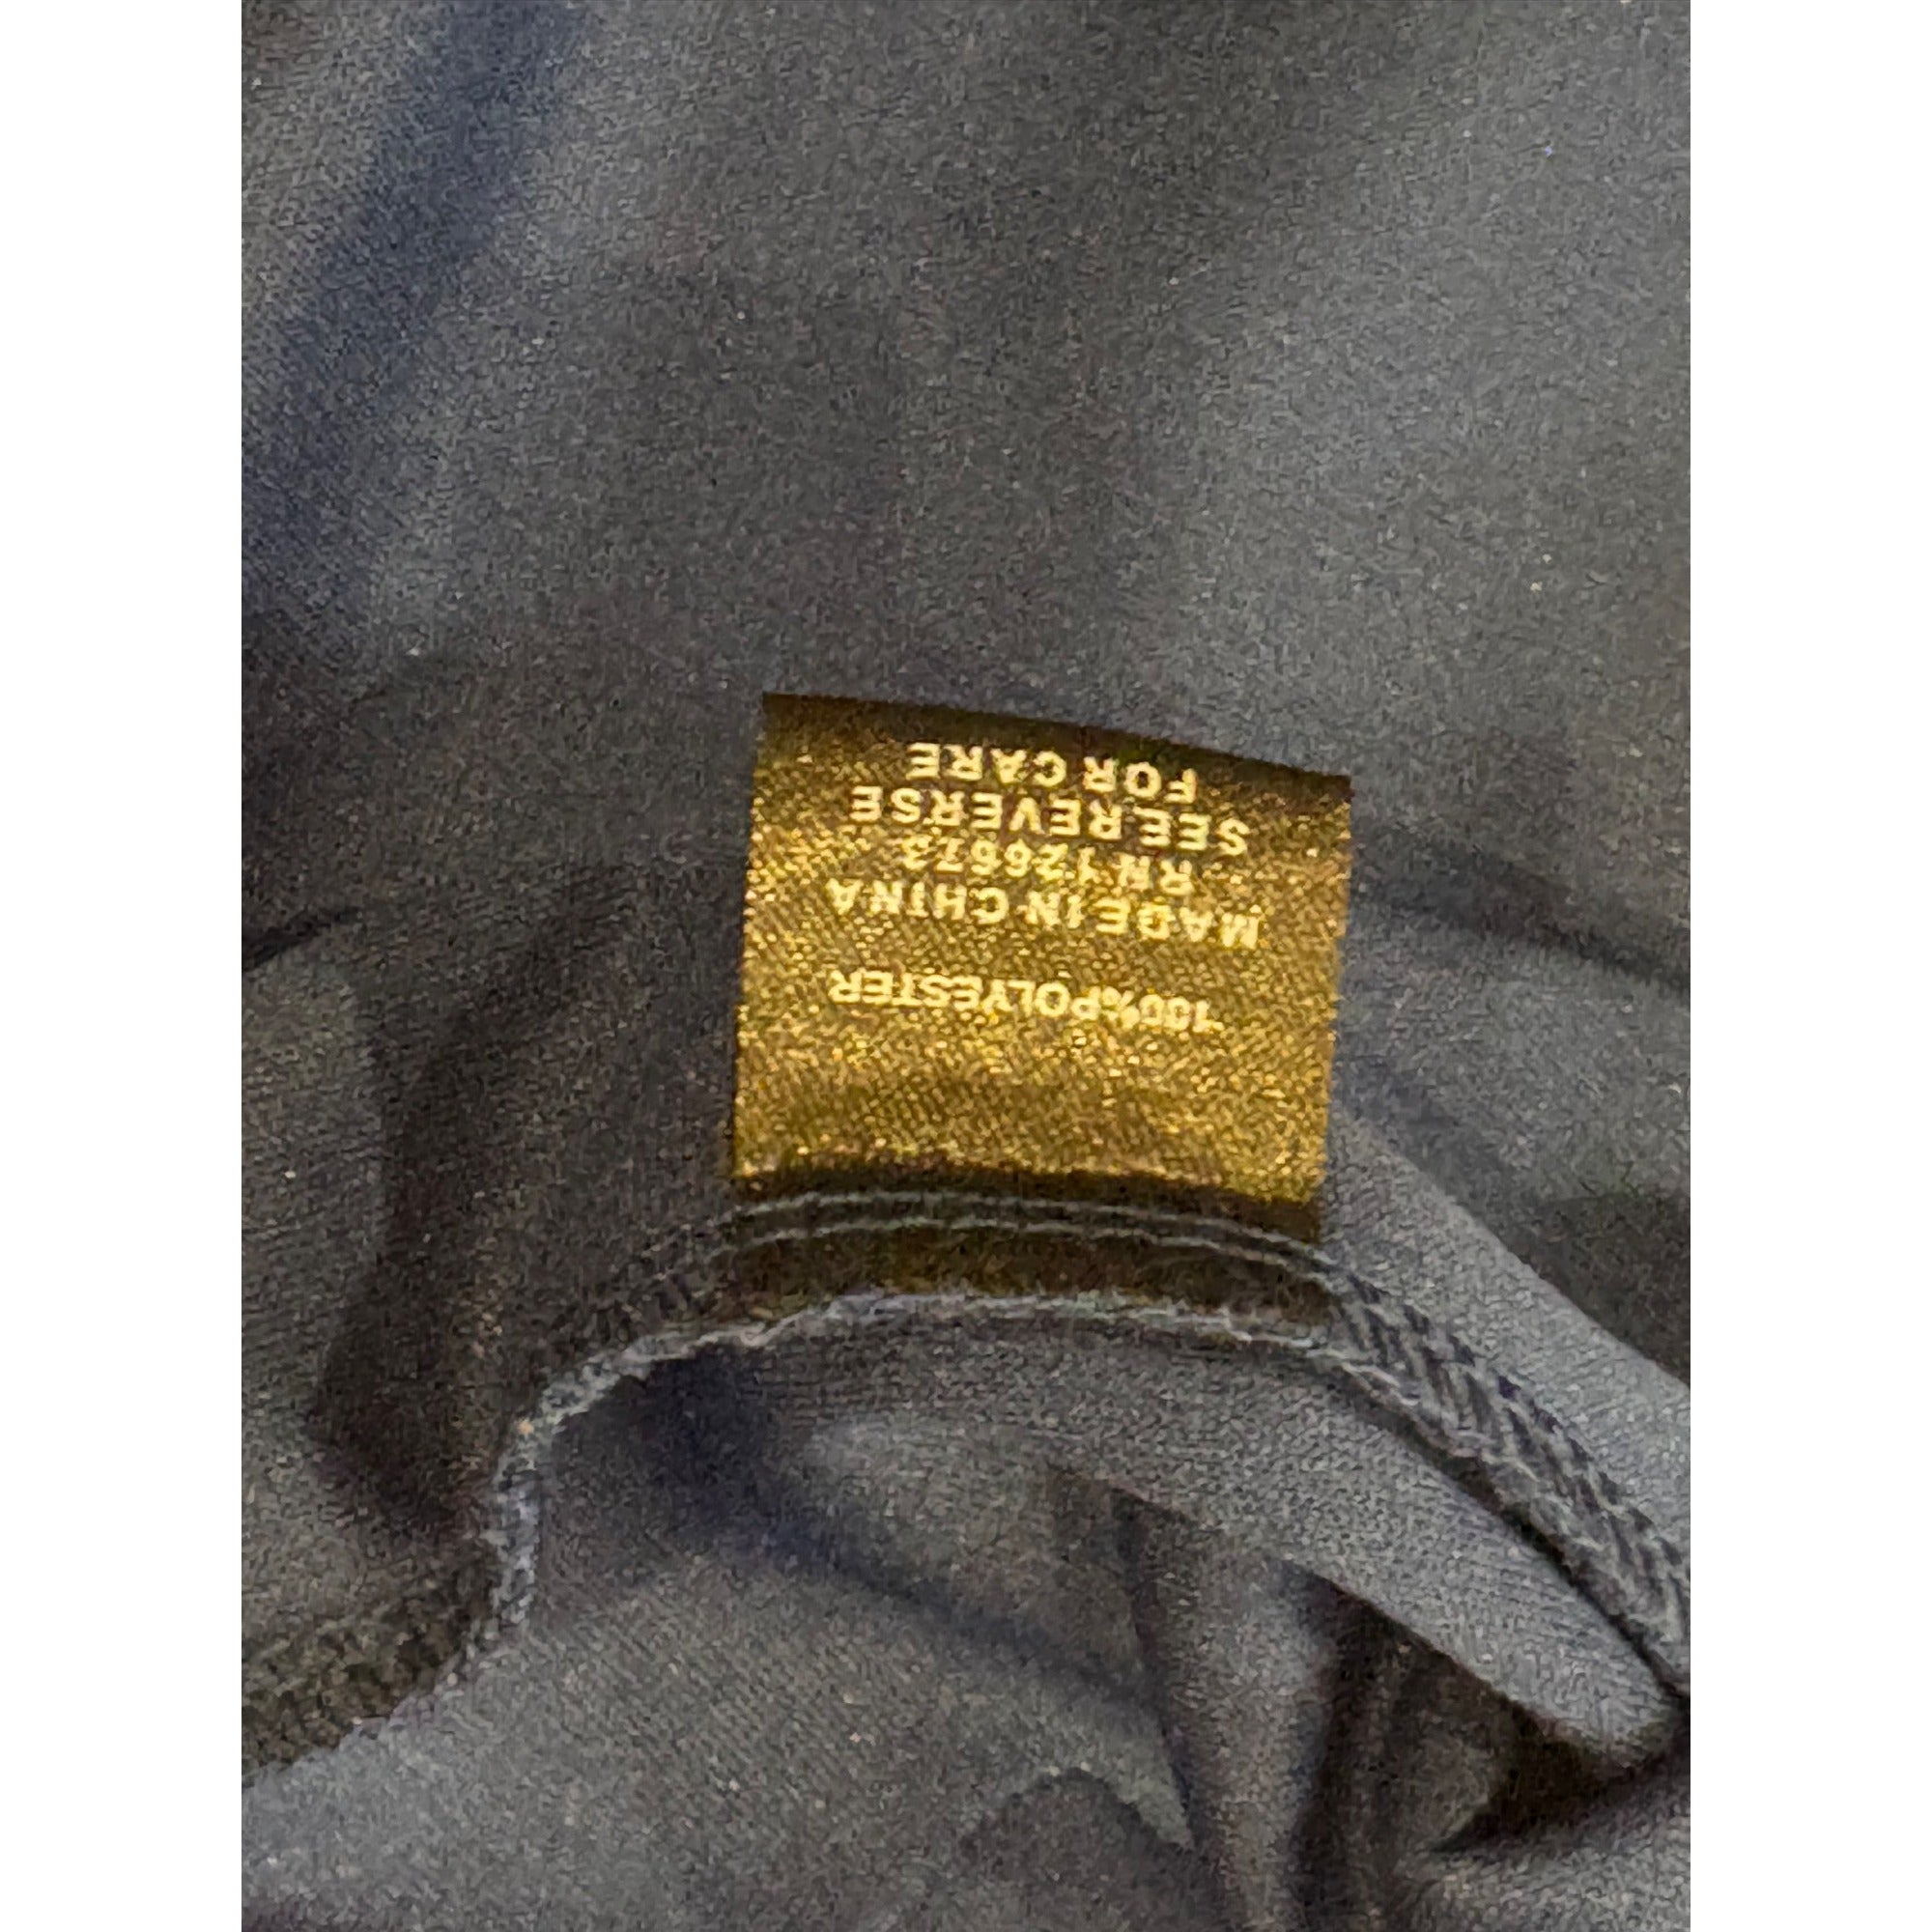 100%POLYESTER
MADE IN CHINA
RN 126673
SEE REVERSE
FOR CARE